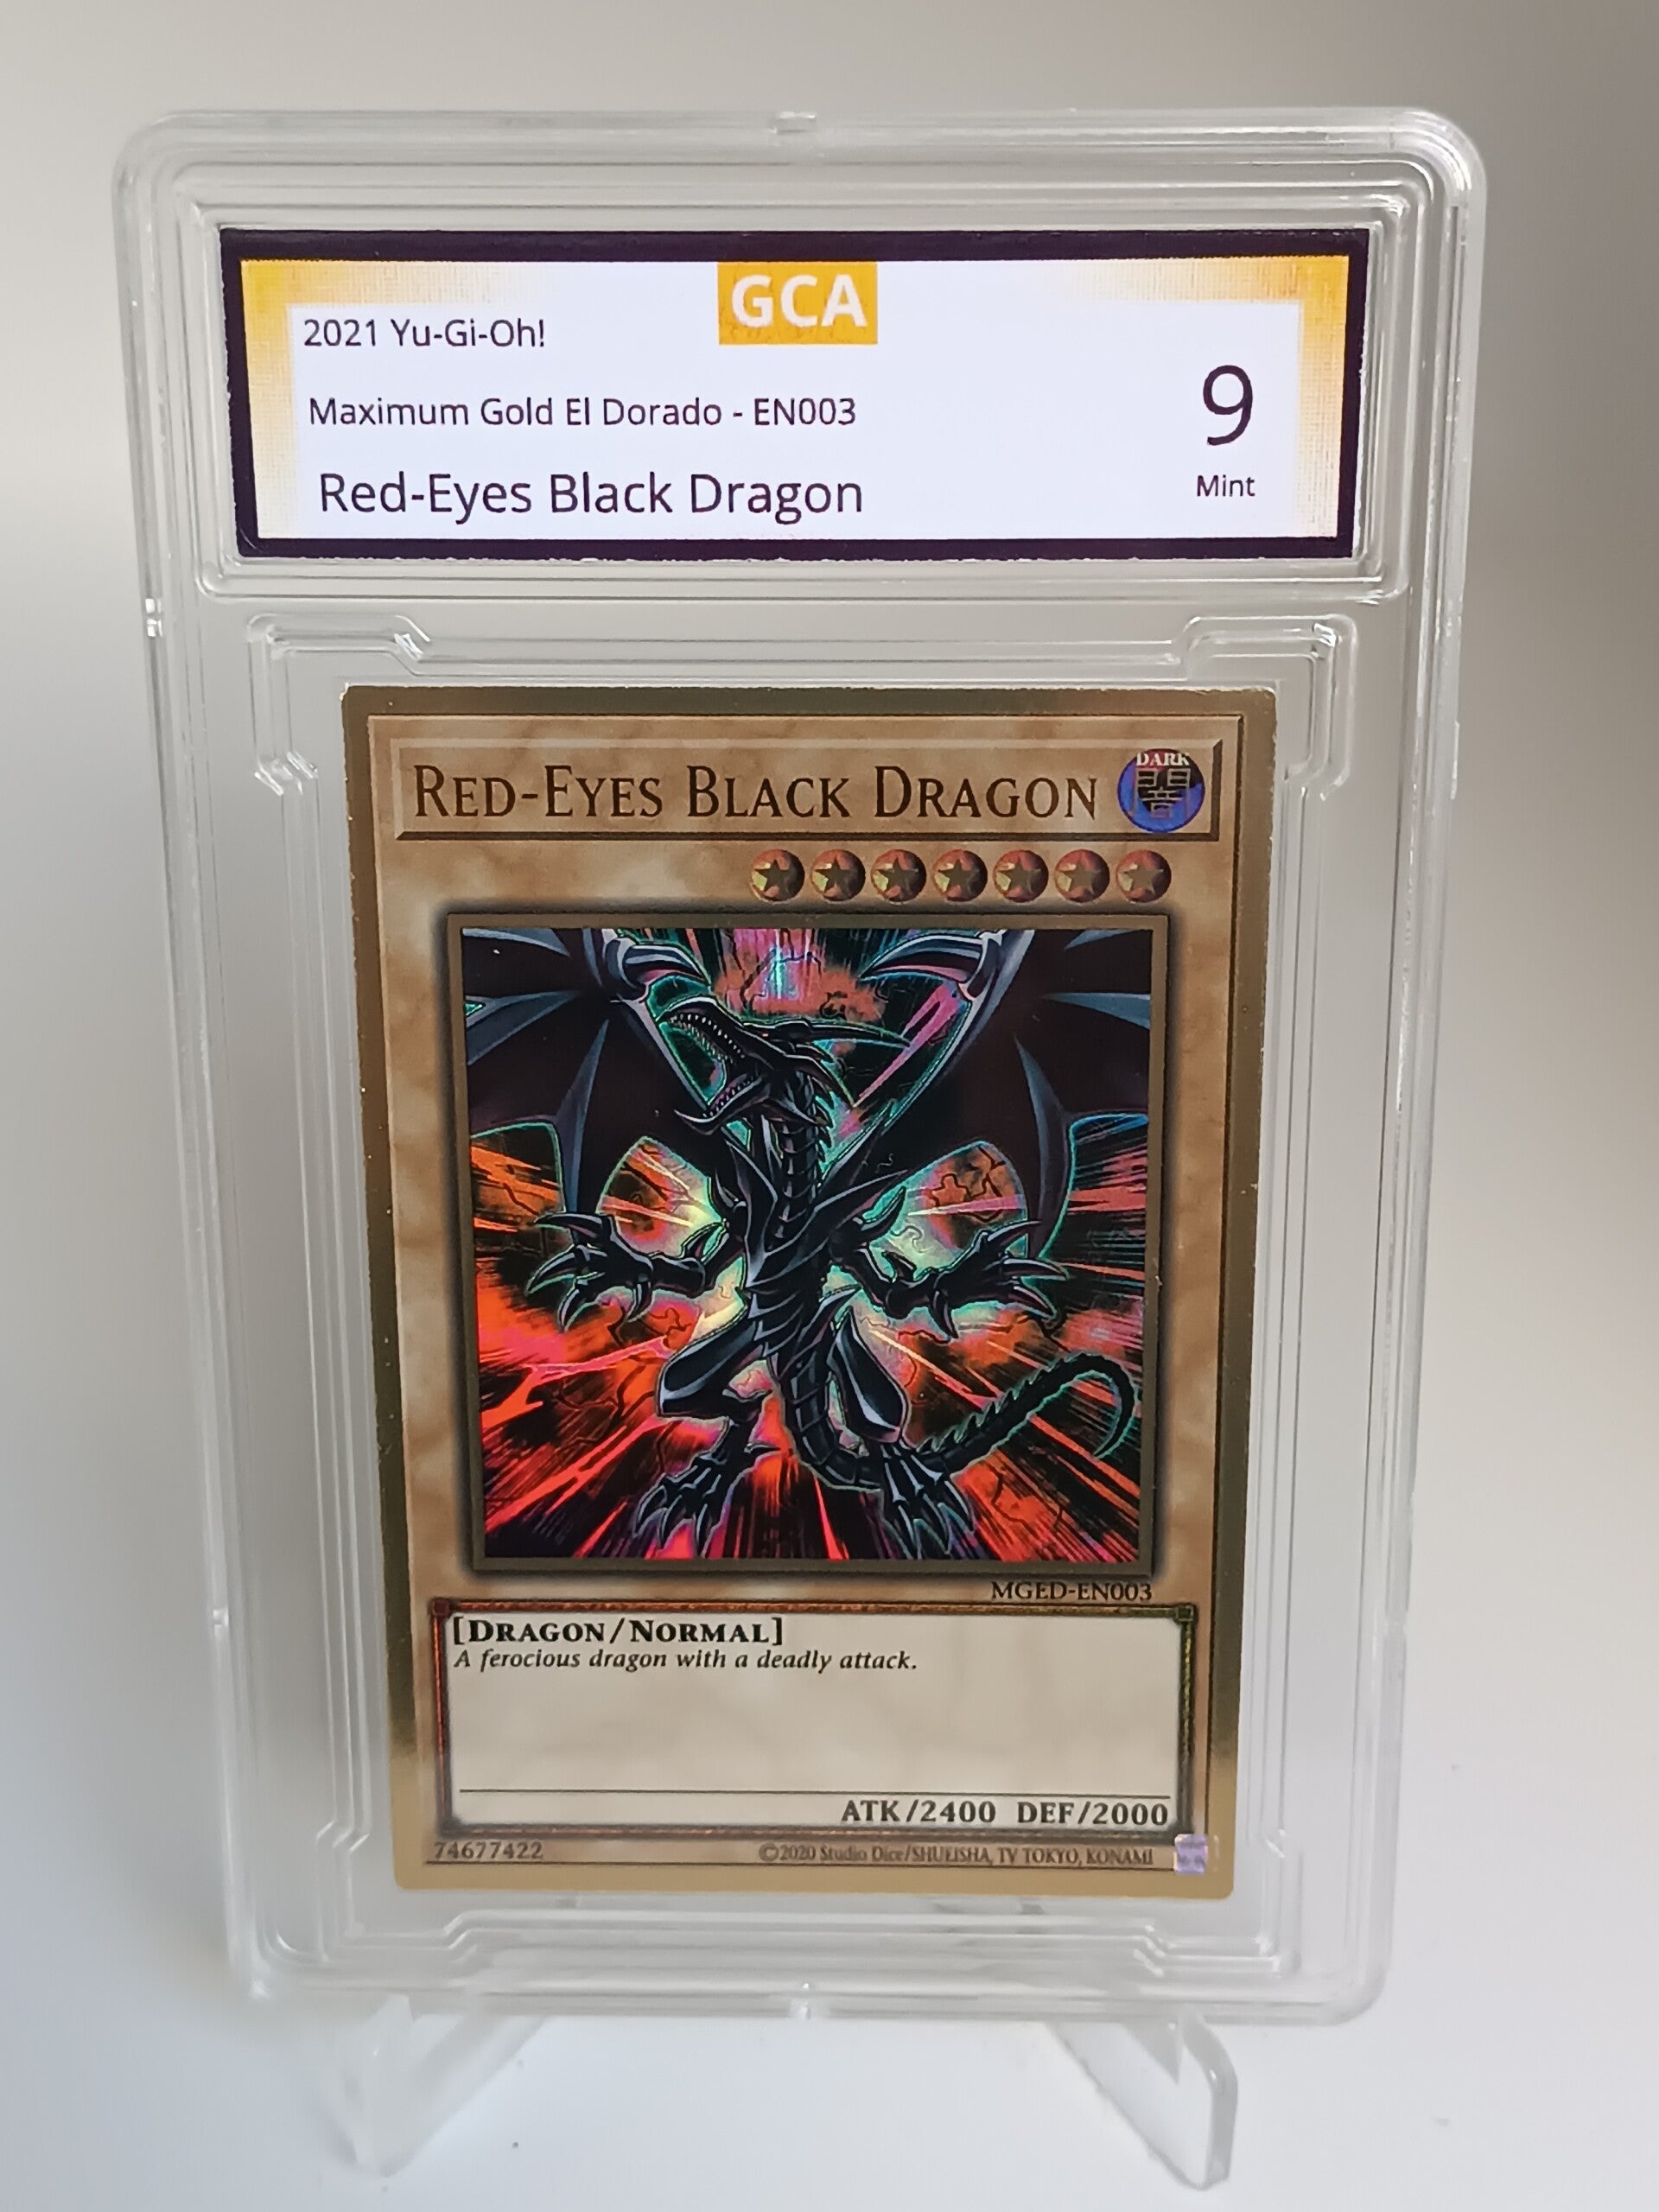 GCA
2021 Yu-Gi-Oh!
Maximum Gold El Dorado - EN003
Red-Eyes Black Dragon
9
Mint
RED-EYES BLACK DRAGON
DARK
闇
MGED-EN003
[DRAGON/NORMAL]
A ferocious dragon with a deadly attack.
ATK/2400 DEF/2000
74677422
©2020 Studio Dice/SHUEISHA, TV TOKYO, KONAMI